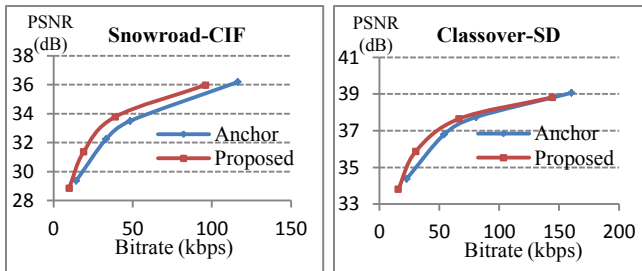 PSNR
(dB)
Snowroad-CIF
38
36
34
32
30
28
Anchor
Proposed
0
50
100
150
Bitrate (kbps)
PSNR
(dB)
Classover-SD
41
39
37
35
33
Anchor
Proposed
0
50
100
150
200
Bitrate (kbps)